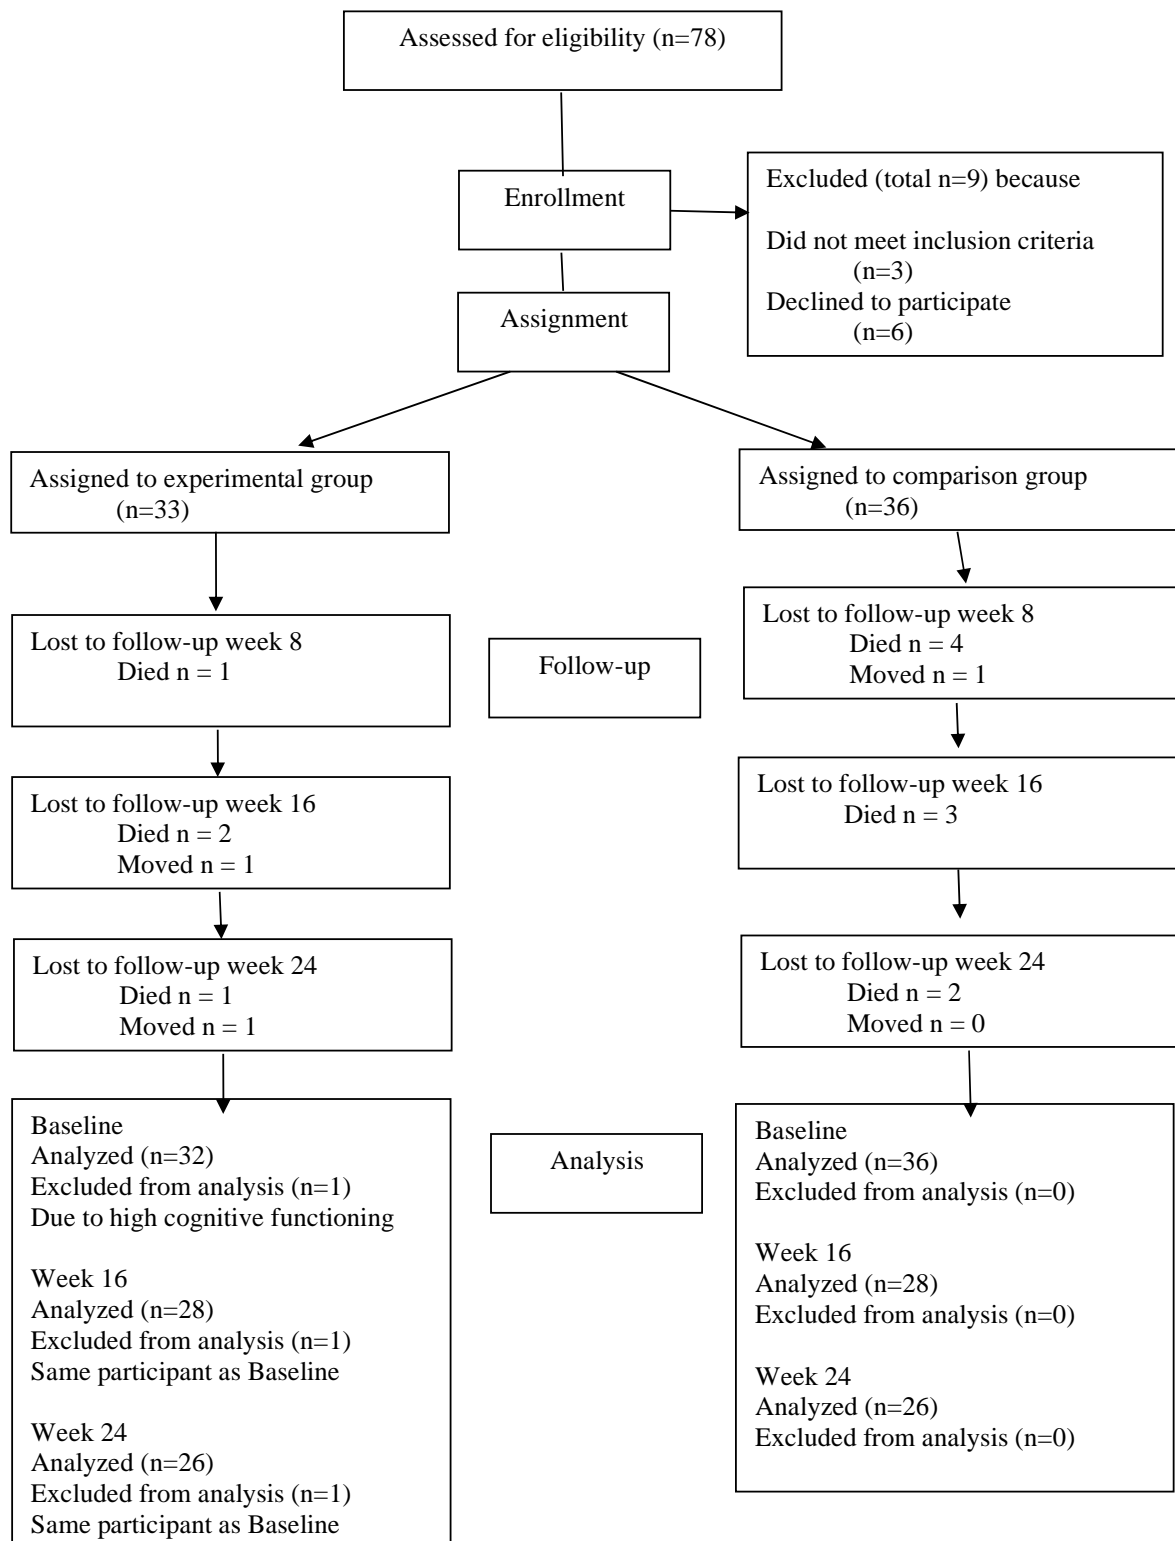 Assessed for eligibility (n=78)
Enrollment
Excluded (total n=9) because
Did not meet inclusion criteria
(n=3)
Declined to participate
(n=6)
Assignment
Assigned to experimental group
(n=33)
Assigned to comparison group
(n=36)
Lost to follow-up week 8
Died n = 1
Follow-up
Lost to follow-up week 8
Died n = 4
Moved n = 1
Lost to follow-up week 16
Died n = 2
Moved n = 1
Lost to follow-up week 16
Died n = 3
Lost to follow-up week 24
Died n = 1
Moved n = 1
Lost to follow-up week 24
Died n = 2
Moved n = 0
Baseline
Analyzed (n=32)
Excluded from analysis (n=1)
Due to high cognitive functioning
Week 16
Analyzed (n=28)
Excluded from analysis (n=1)
Same participant as Baseline
Week 24
Analyzed (n=26)
Excluded from analysis (n=1)
Same participant as Baseline
Analysis
Baseline
Analyzed (n=36)
Excluded from analysis (n=0)
Week 16
Analyzed (n=28)
Excluded from analysis (n=0)
Week 24
Analyzed (n=26)
Excluded from analysis (n=0)